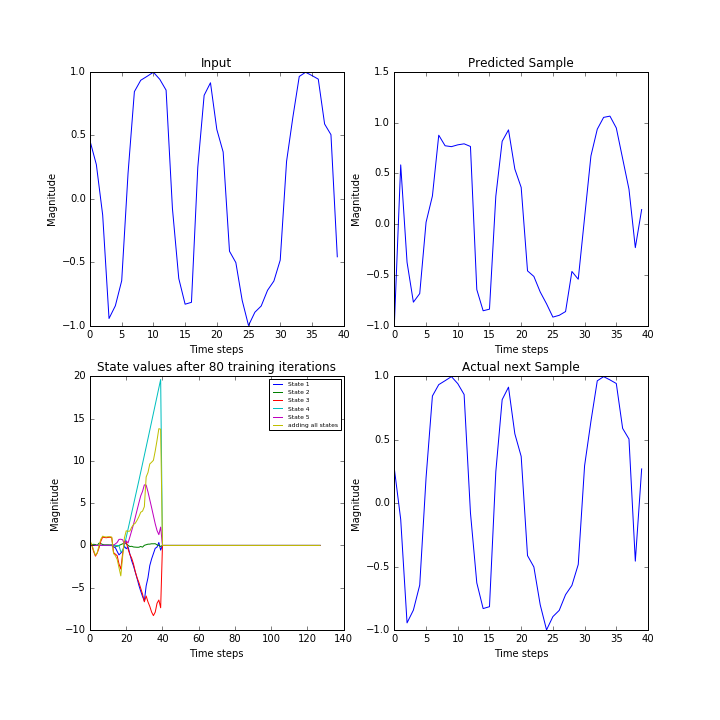 Input
1.0
0.5
0.0
−0.5
−1.0
Magnitude
0 5 10 15 20 25 30 35 40
Time steps
Predicted Sample
1.5
1.0
0.5
0.0
−0.5
−1.0
Magnitude
0 5 10 15 20 25 30 35 40
Time steps
State values after 80 training iterations
20
15
10
5
0
−5
−10
Magnitude
State 1
State 2
State 3
State 4
State 5
adding all states
0 20 40 60 80 100 120 140
Time steps
Actual next Sample
1.0
0.5
0.0
−0.5
−1.0
Magnitude
0 5 10 15 20 25 30 35 40
Time steps